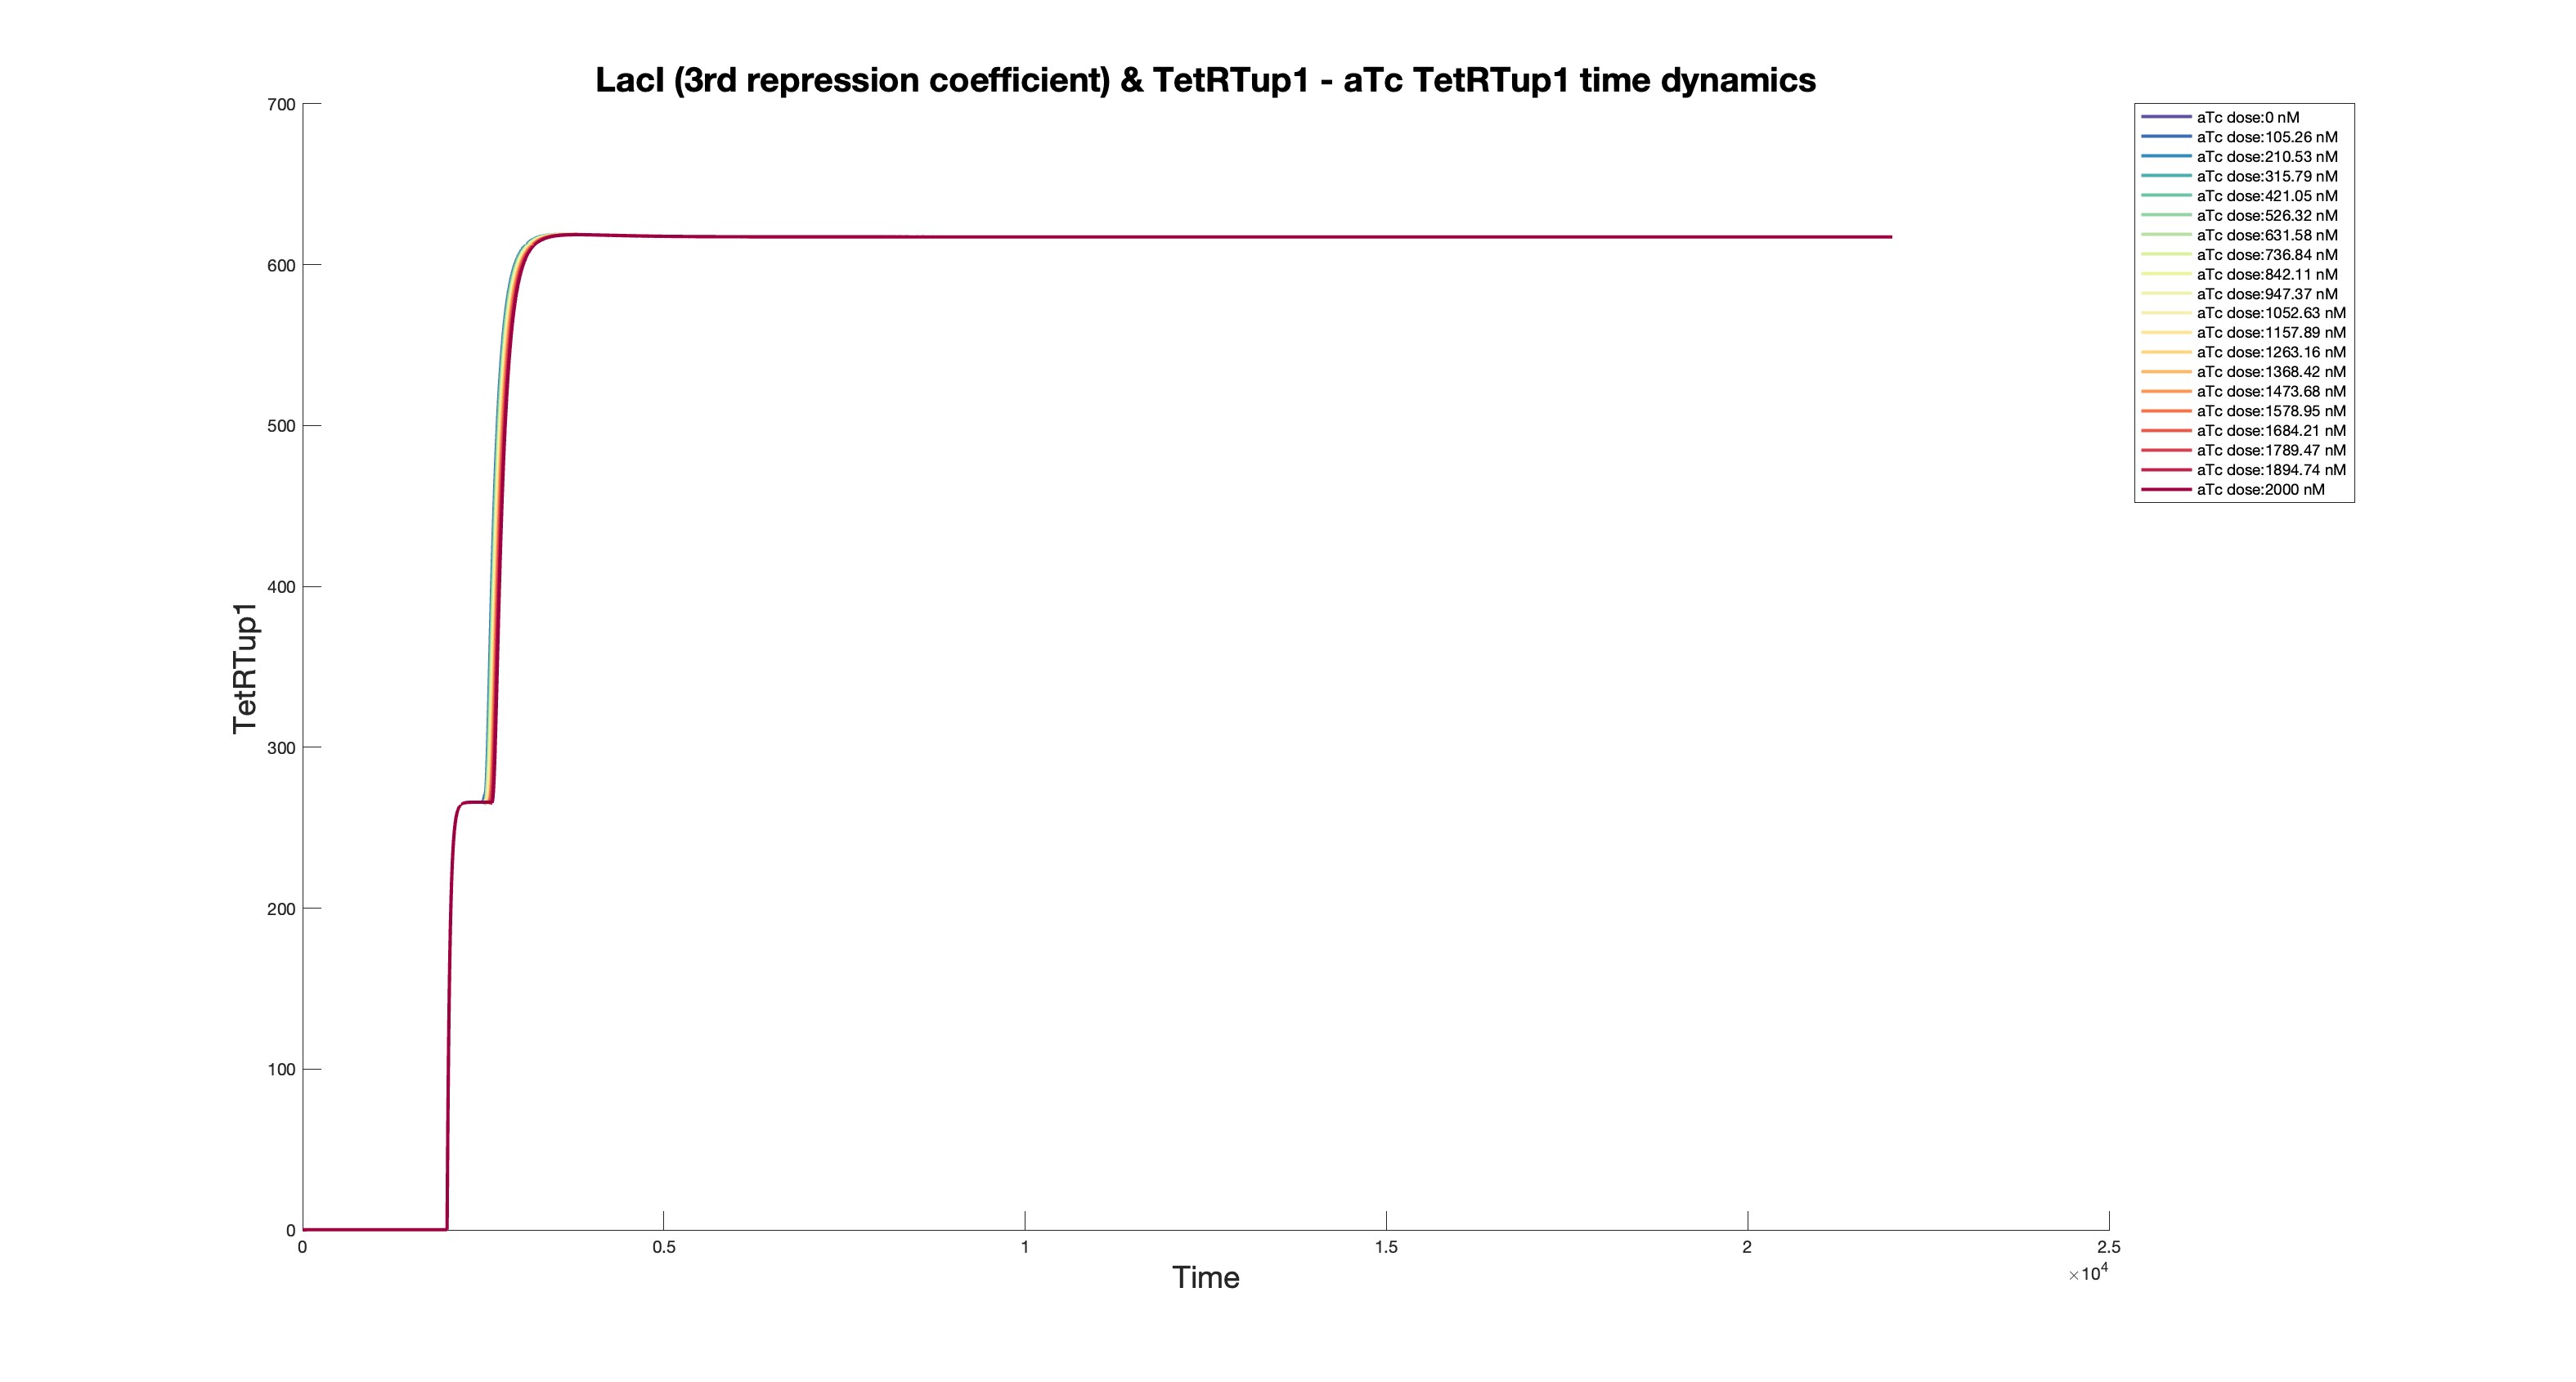 LacI (3rd repression coefficient) & TetRTup1 - aTc TetRTup1 time dynamics
700
600
500
400
300
200
100
0
TetRTup1
0
0.5
1
1.5
2
2.5
×10^4
Time
aTc dose:0 nM
aTc dose:105.26 nM
aTc dose:210.53 nM
aTc dose:315.79 nM
aTc dose:421.05 nM
aTc dose:526.32 nM
aTc dose:631.58 nM
aTc dose:736.84 nM
aTc dose:842.11 nM
aTc dose:947.37 nM
aTc dose:1052.63 nM
aTc dose:1157.89 nM
aTc dose:1263.16 nM
aTc dose:1368.42 nM
aTc dose:1473.68 nM
aTc dose:1578.95 nM
aTc dose:1684.21 nM
aTc dose:1789.47 nM
aTc dose:1894.74 nM
aTc dose:2000 nM